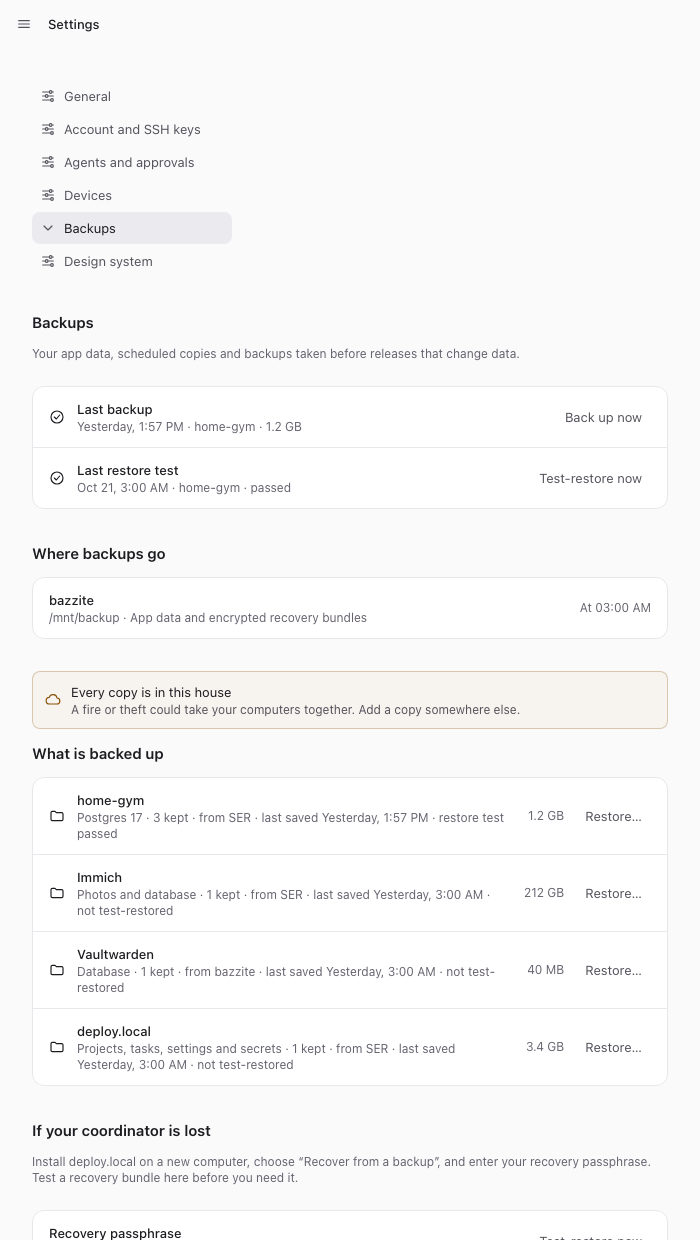 Settings
General
Account and SSH keys
Agents and approvals
Devices
Backups
Design system
Backups
Your app data, scheduled copies and backups taken before releases that change data.
Last backup
Yesterday, 1:57 PM · home-gym · 1.2 GB
Back up now
Last restore test
Oct 21, 3:00 AM · home-gym · passed
Test-restore now
Where backups go
bazzite
/mnt/backup · App data and encrypted recovery bundles
At 03:00 AM
Every copy is in this house
A fire or theft could take your computers together. Add a copy somewhere else.
What is backed up
home-gym
Postgres 17 · 3 kept · from SER · last saved Yesterday, 1:57 PM · restore test
passed
1.2 GB
Restore…
Immich
Photos and database · 1 kept · from SER · last saved Yesterday, 3:00 AM ·
not test-restored
212 GB
Restore…
Vaultwarden
Database · 1 kept · from bazzite · last saved Yesterday, 3:00 AM · not test-
restored
40 MB
Restore…
deploy.local
Projects, tasks, settings and secrets · 1 kept · from SER · last saved
Yesterday, 3:00 AM · not test-restored
3.4 GB
Restore…
If your coordinator is lost
Install deploy.local on a new computer, choose “Recover from a backup”, and enter your recovery passphrase.
Test a recovery bundle here before you need it.
Recovery passphrase
Test-restore now